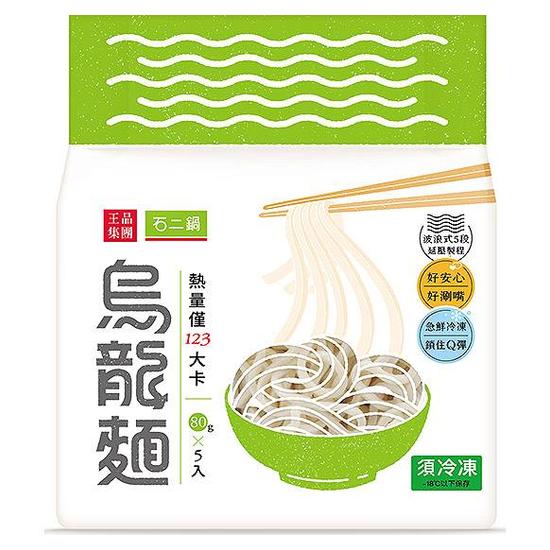 王品
集團
石二鍋
烏龍麵
熱量僅
123
大卡
80g×5入
波浪式5段
延壓製程
好安心
好涮嘴
急鮮冷凍
鎖住Q彈
須冷凍
-18℃以下保存